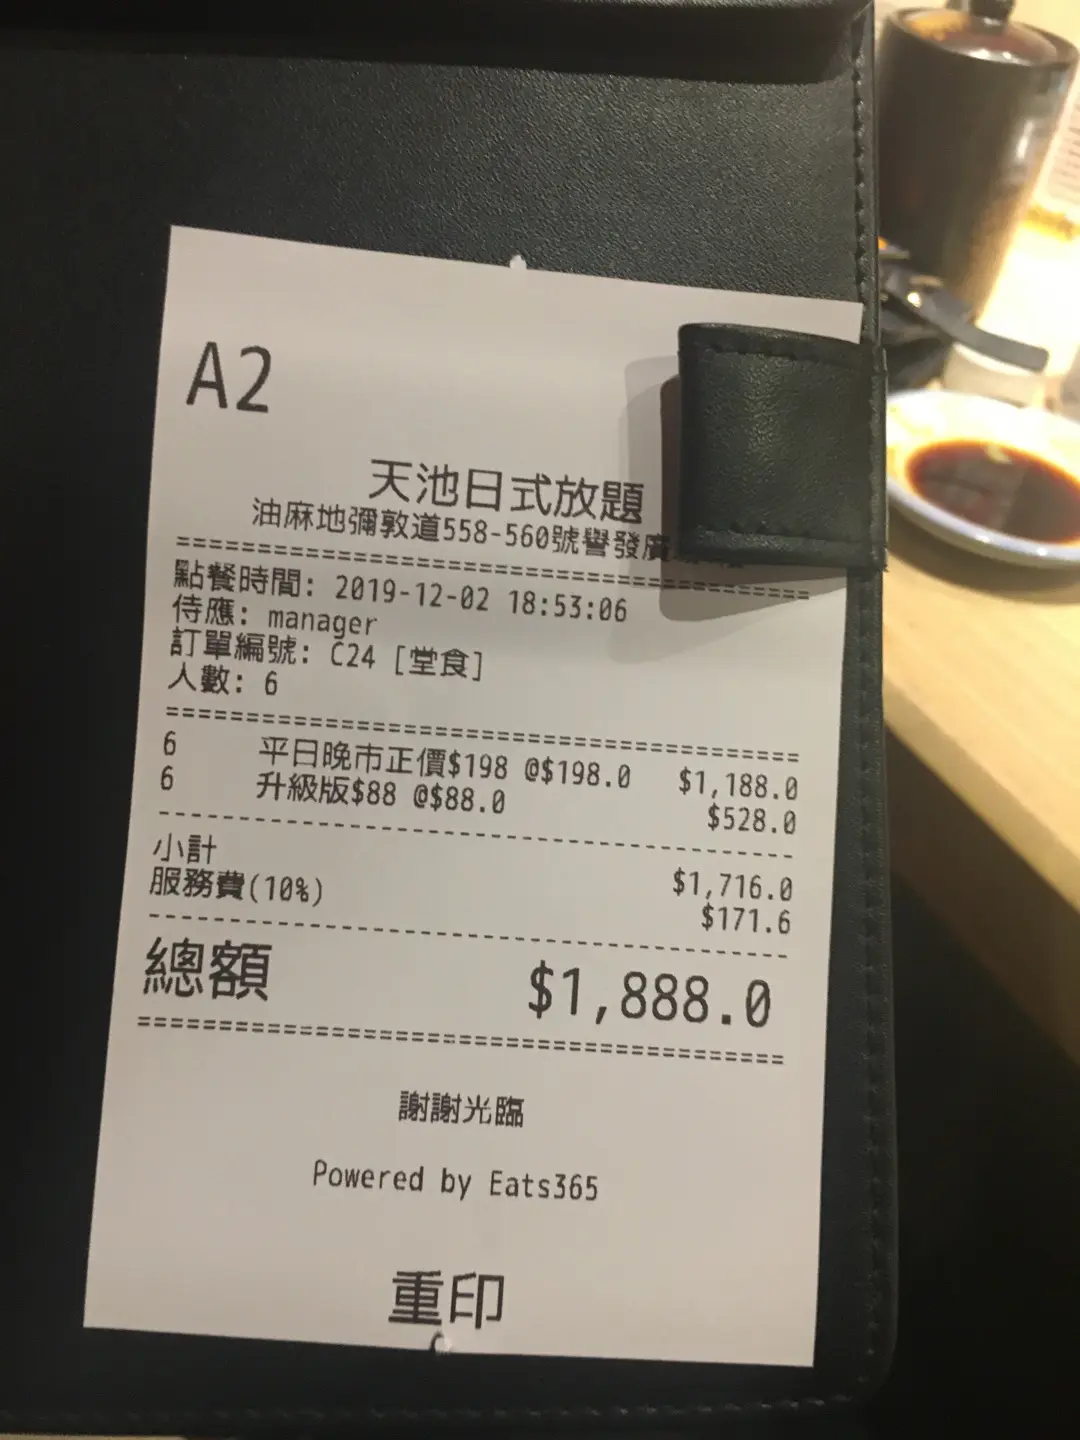 A2
天池日式放題
油麻地彌敦道558-560號譽發廣
========================================
點餐時間: 2019-12-02 18:53:06
侍應: manager
訂單編號: C24 [堂食]
人數: 6
========================================
6 平日晚市正價$198 @$198.0 $1,188.0
6 升級版$88 @$88.0 $528.0
----------------------------------------
小計 $1,716.0
服務費(10%) $171.6
----------------------------------------
總額 $1,888.0
========================================
謝謝光臨
Powered by Eats365
重印